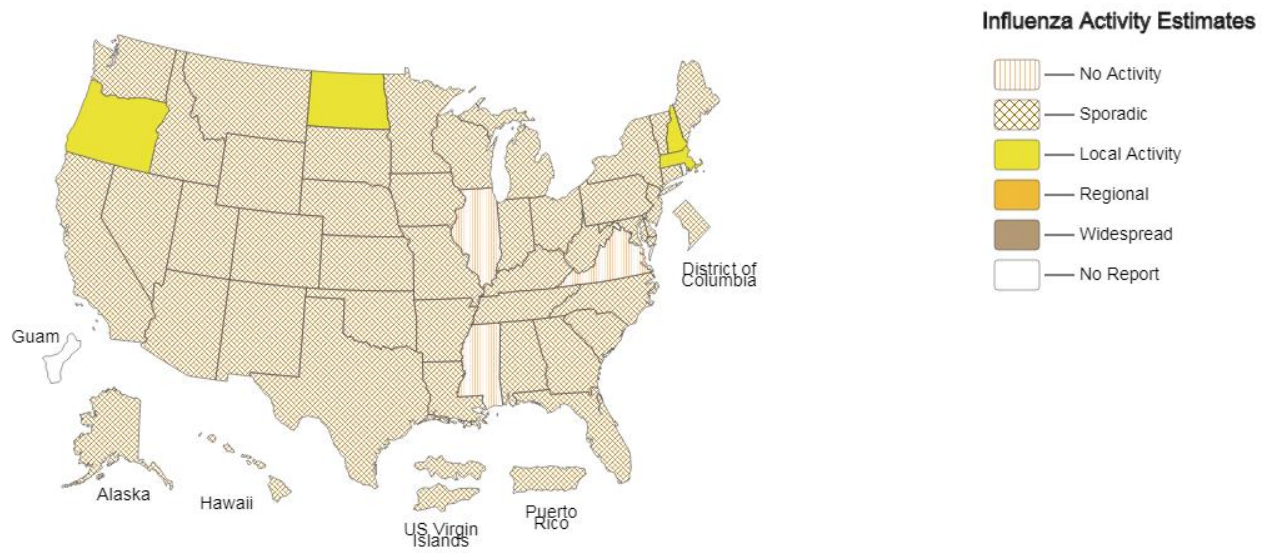 Influenza Activity Estimates
No Activity
Sporadic
Local Activity
Regional
Widespread
No Report
District of
Columbia
Guam
Alaska
Hawaii
US Virgin
Islands
Puerto
Rico